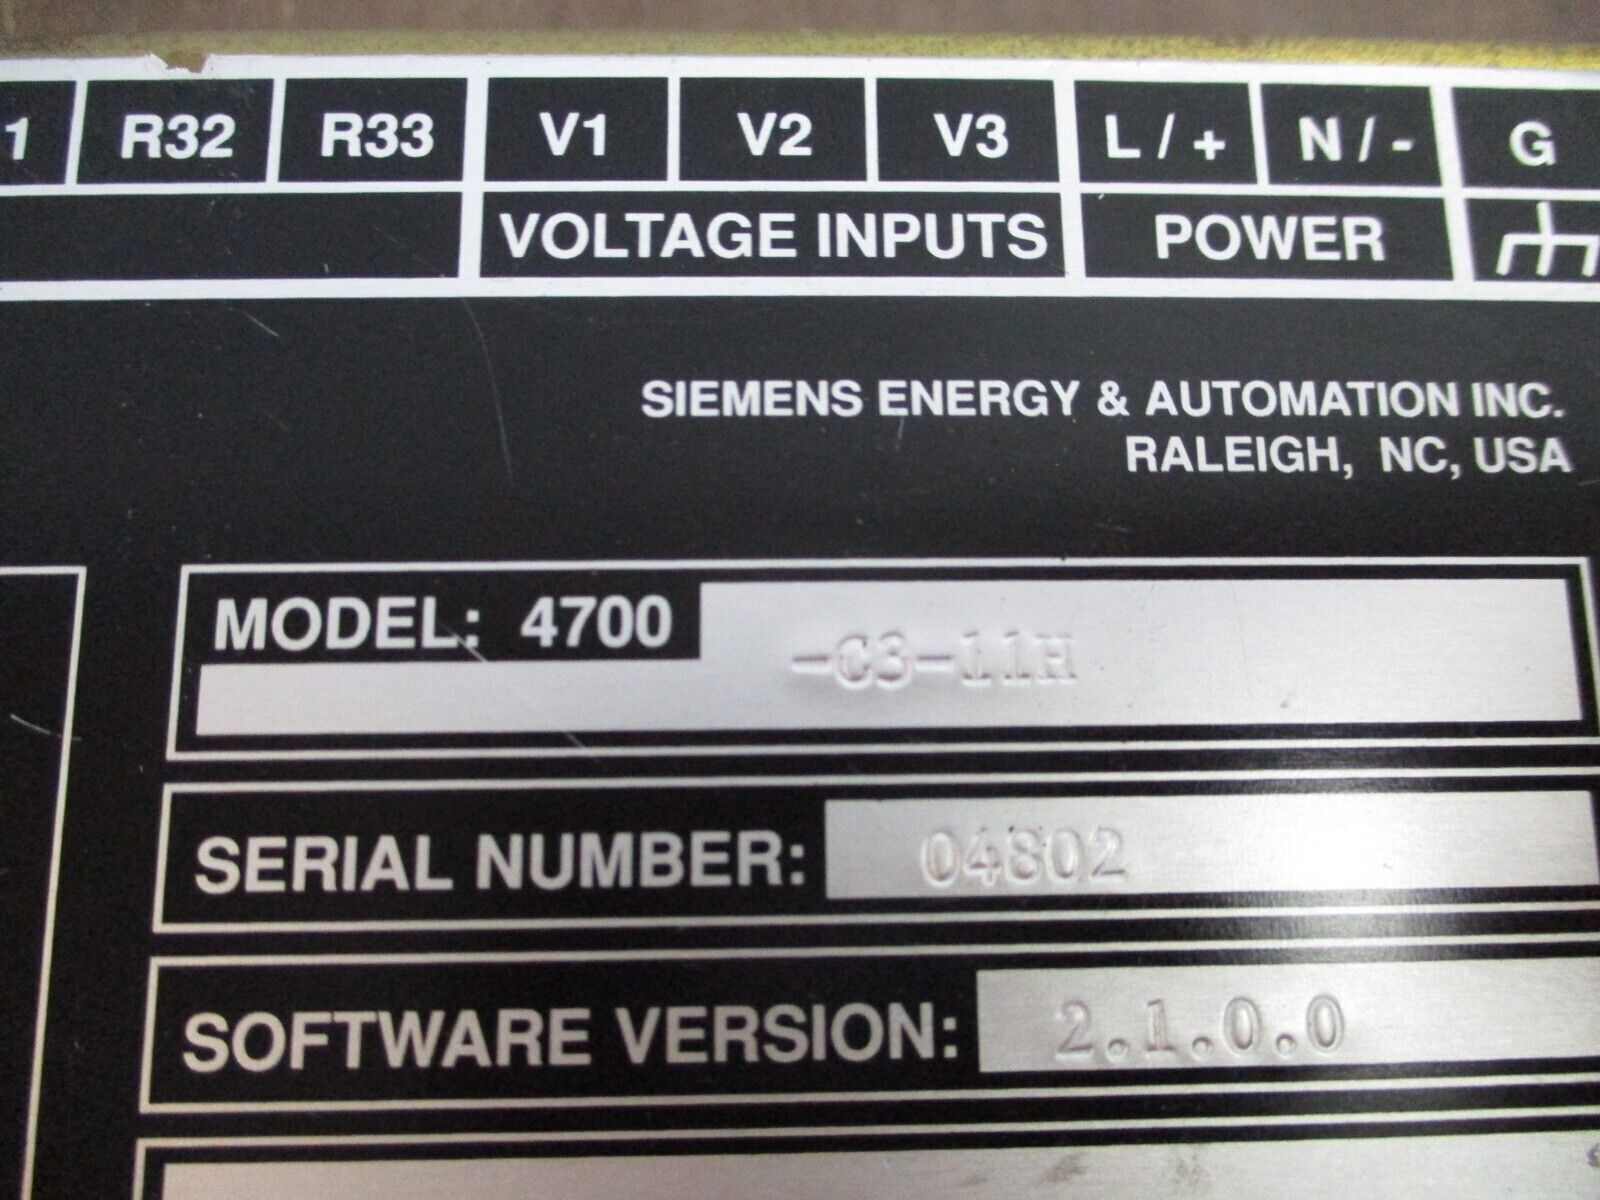 1 R32 R33 V1 V2 V3 L / + N / - G
VOLTAGE INPUTS POWER
SIEMENS ENERGY & AUTOMATION INC.
RALEIGH, NC, USA
MODEL: 4700 -C3-11H
SERIAL NUMBER: 04802
SOFTWARE VERSION: 2.1.0.0